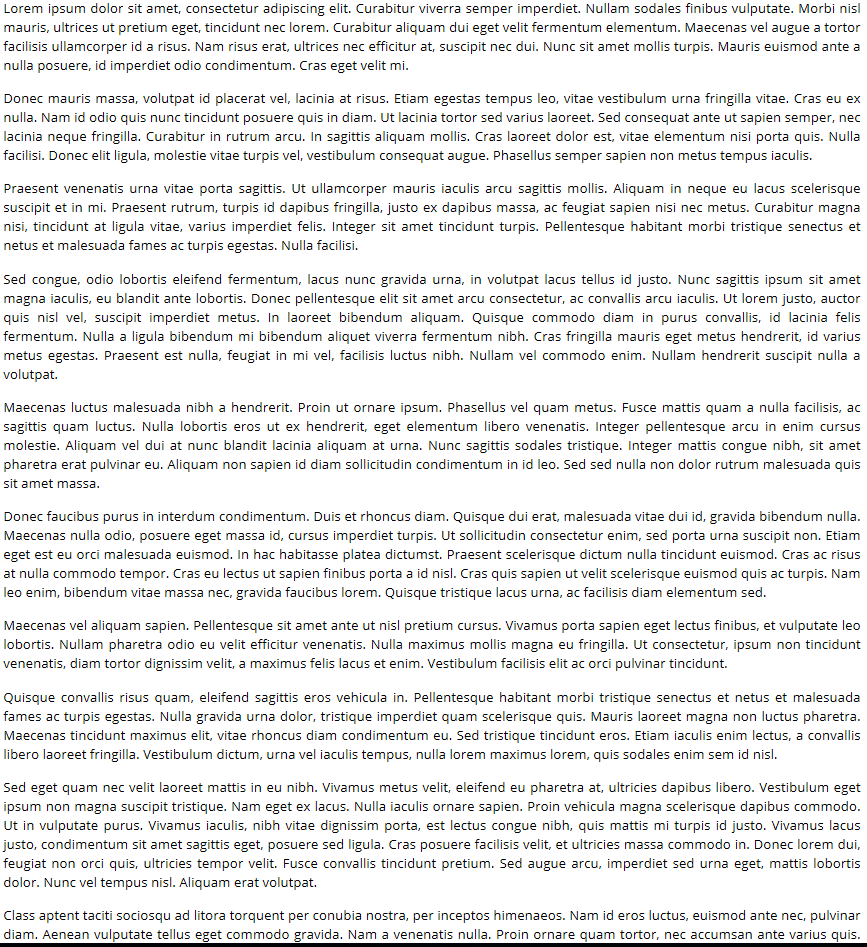 Lorem ipsum dolor sit amet, consectetur adipiscing elit. Curabitur viverra semper imperdiet. Nullam sodales finibus vulputate. Morbi nisl
mauris, ultrices ut pretium eget, tincidunt nec lorem. Curabitur aliquam dui eget velit fermentum elementum. Maecenas vel augue a tortor
facilisis ullamcorper id a risus. Nam risus erat, ultrices nec efficitur at, suscipit nec dui. Nunc sit amet mollis turpis. Mauris euismod ante a
nulla posuere, id imperdiet odio condimentum. Cras eget velit mi.
Donec mauris massa, volutpat id placerat vel, lacinia at risus. Etiam egestas tempus leo, vitae vestibulum urna fringilla vitae. Cras eu ex
nulla. Nam id odio quis nunc tincidunt posuere quis in diam. Ut lacinia tortor sed varius laoreet. Sed consequat ante ut sapien semper, nec
lacinia neque fringilla. Curabitur in rutrum arcu. In sagittis aliquam mollis. Cras laoreet dolor est, vitae elementum nisi porta quis. Nulla
facilisi. Donec elit ligula, molestie vitae turpis vel, vestibulum consequat augue. Phasellus semper sapien non metus tempus iaculis.
Praesent venenatis urna vitae porta sagittis. Ut ullamcorper mauris iaculis arcu sagittis mollis. Aliquam in neque eu lacus scelerisque
suscipit et in mi. Praesent rutrum, turpis id dapibus fringilla, justo ex dapibus massa, ac feugiat sapien nisi nec metus. Curabitur magna
nisi, tincidunt at ligula vitae, varius imperdiet felis. Integer sit amet tincidunt turpis. Pellentesque habitant morbi tristique senectus et
netus et malesuada fames ac turpis egestas. Nulla facilisi.
Sed congue, odio lobortis eleifend fermentum, lacus nunc gravida urna, in volutpat lacus tellus id justo. Nunc sagittis ipsum sit amet
magna iaculis, eu blandit ante lobortis. Donec pellentesque elit sit amet arcu consectetur, ac convallis arcu iaculis. Ut lorem justo, auctor
quis nisl vel, suscipit imperdiet metus. In laoreet bibendum aliquam. Quisque commodo diam in purus convallis, id lacinia felis
fermentum. Nulla a ligula bibendum mi bibendum aliquet viverra fermentum nibh. Cras fringilla mauris eget metus hendrerit, id varius
metus egestas. Praesent est nulla, feugiat in mi vel, facilisis luctus nibh. Nullam vel commodo enim. Nullam hendrerit suscipit nulla a
volutpat.
Maecenas luctus malesuada nibh a hendrerit. Proin ut ornare ipsum. Phasellus vel quam metus. Fusce mattis quam a nulla facilisis, ac
sagittis quam luctus. Nulla lobortis eros ut ex hendrerit, eget elementum libero venenatis. Integer pellentesque arcu in enim cursus
molestie. Aliquam vel dui at nunc blandit lacinia aliquam at urna. Nunc sagittis sodales tristique. Integer mattis congue nibh, sit amet
pharetra erat pulvinar eu. Aliquam non sapien id diam sollicitudin condimentum in id leo. Sed sed nulla non dolor rutrum malesuada quis
sit amet massa.
Donec faucibus purus in interdum condimentum. Duis et rhoncus diam. Quisque dui erat, malesuada vitae dui id, gravida bibendum nulla.
Maecenas nulla odio, posuere eget massa id, cursus imperdiet turpis. Ut sollicitudin consectetur enim, sed porta urna suscipit non. Etiam
eget est eu orci malesuada euismod. In hac habitasse platea dictumst. Praesent scelerisque dictum nulla tincidunt euismod. Cras ac risus
at nulla commodo tempor. Cras eu lectus ut sapien finibus porta a id nisl. Cras quis sapien ut velit scelerisque euismod quis ac turpis. Nam
leo enim, bibendum vitae massa nec, gravida faucibus lorem. Quisque tristique lacus urna, ac facilisis diam elementum sed.
Maecenas vel aliquam sapien. Pellentesque sit amet ante ut nisl pretium cursus. Vivamus porta sapien eget lectus finibus, et vulputate leo
lobortis. Nullam pharetra odio eu velit efficitur venenatis. Nulla maximus mollis magna eu fringilla. Ut consectetur, ipsum non tincidunt
venenatis, diam tortor dignissim velit, a maximus felis lacus et enim. Vestibulum facilisis elit ac orci pulvinar tincidunt.
Quisque convallis risus quam, eleifend sagittis eros vehicula in. Pellentesque habitant morbi tristique senectus et netus et malesuada
fames ac turpis egestas. Nulla gravida urna dolor, tristique imperdiet quam scelerisque quis. Mauris laoreet magna non luctus pharetra.
Maecenas tincidunt maximus elit, vitae rhoncus diam condimentum eu. Sed tristique tincidunt eros. Etiam iaculis enim lectus, a convallis
libero laoreet fringilla. Vestibulum dictum, urna vel iaculis tempus, nulla lorem maximus lorem, quis sodales enim sem id nisl.
Sed eget quam nec velit laoreet mattis in eu nibh. Vivamus metus velit, eleifend eu pharetra at, ultricies dapibus libero. Vestibulum eget
ipsum non magna suscipit tristique. Nam eget ex lacus. Nulla iaculis ornare sapien. Proin vehicula magna scelerisque dapibus commodo.
Ut in vulputate purus. Vivamus iaculis, nibh vitae dignissim porta, est lectus congue nibh, quis mattis mi turpis id justo. Vivamus lacus
justo, condimentum sit amet sagittis eget, posuere sed ligula. Cras posuere facilisis velit, et ultricies massa commodo in. Donec lorem dui,
feugiat non orci quis, ultricies tempor velit. Fusce convallis tincidunt pretium. Sed augue arcu, imperdiet sed urna eget, mattis lobortis
dolor. Nunc vel tempus nisl. Aliquam erat volutpat.
Class aptent taciti sociosqu ad litora torquent per conubia nostra, per inceptos himenaeos. Nam id eros luctus, euismod ante nec, pulvinar
diam. Aenean vulputate tellus eget commodo gravida. Nam a venenatis nulla. Proin ornare quam tortor, nec accumsan ante varius quis.